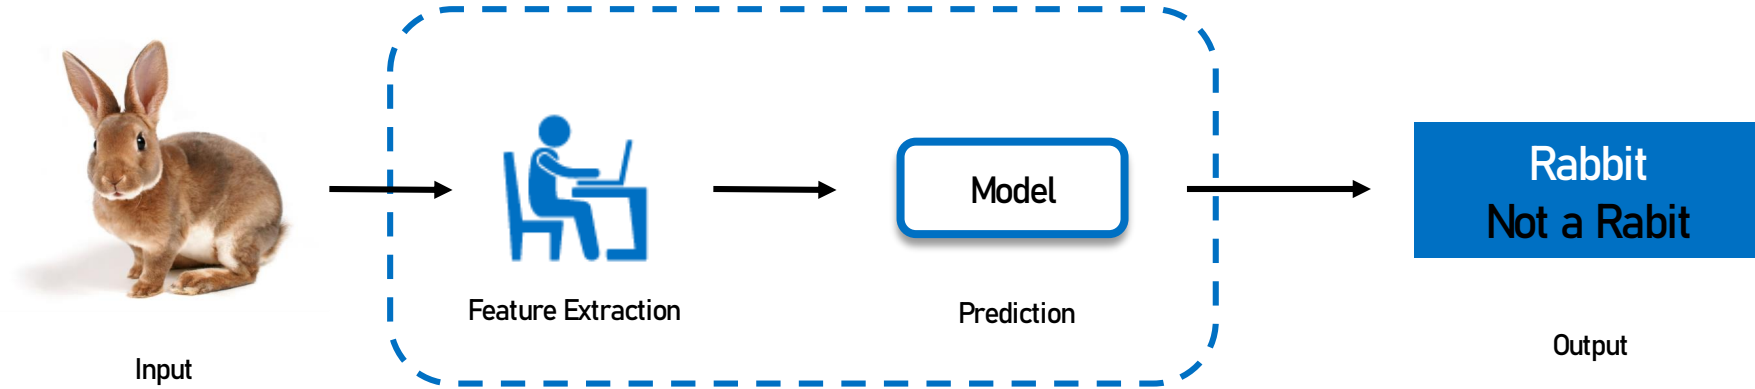 Input
Feature Extraction
Model
Prediction
Rabbit
Not a Rabit
Output